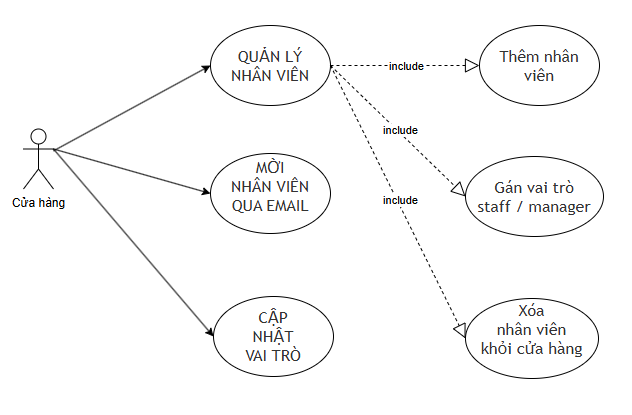 QUẢN LÝ
NHÂN VIÊN
include
Thêm nhân
viên
include
Cửa hảng
MỜI
NHÂN VIÊN
QUA EMAIL
include
Gán vai trò
staff / manager
CẬP
NHẬT
VAI TRÒ
Xóa
nhân viên
khỏi cửa hàng